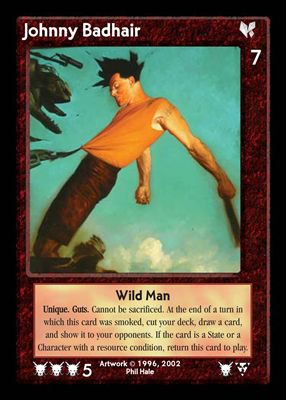 Johnny Badhair
7
Wild Man
Unique. Guts. Cannot be sacrificed. At the end of a turn in
which this card was smoked, cut your deck, draw a card,
and show it to your opponents. If the card is a State or a
Character with a resource condition, return this card to play.
5
Artwork © 1996, 2002
Phil Hale